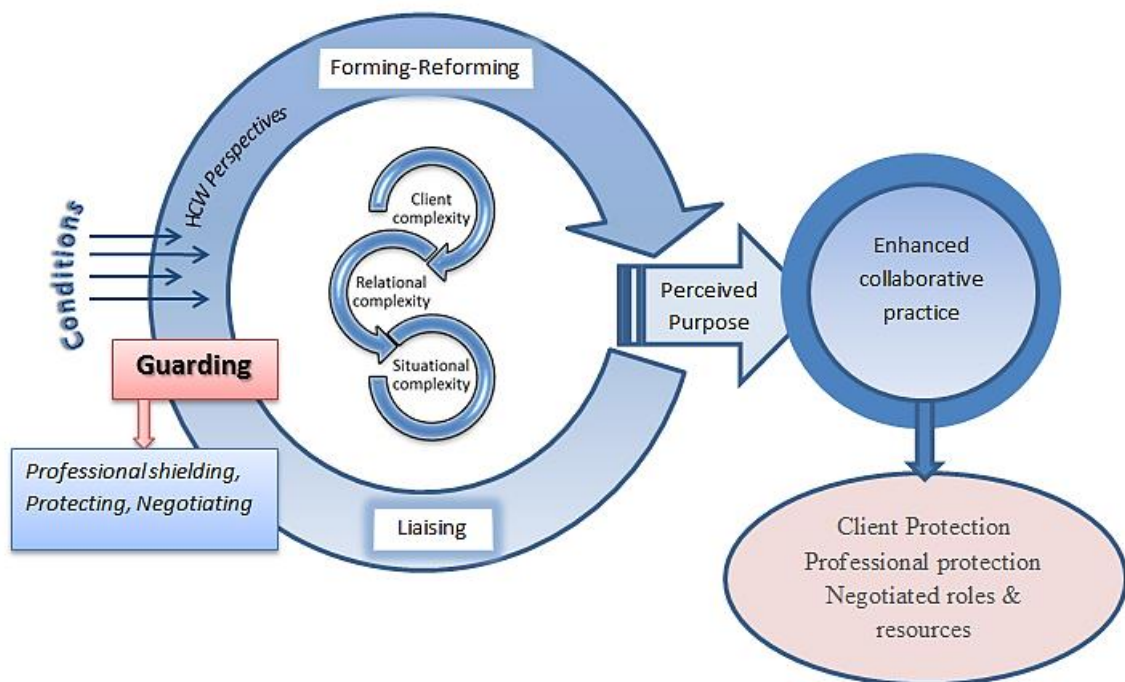 Forming-Reforming
HCW Perspectives
Conditions
Client
complexity
Relational
complexity
Situational
complexity
Guarding
Professional shielding,
Protecting, Negotiating
Liaising
Perceived
Purpose
Enhanced
collaborative
practice
Client Protection
Professional protection
Negotiated roles &
resources